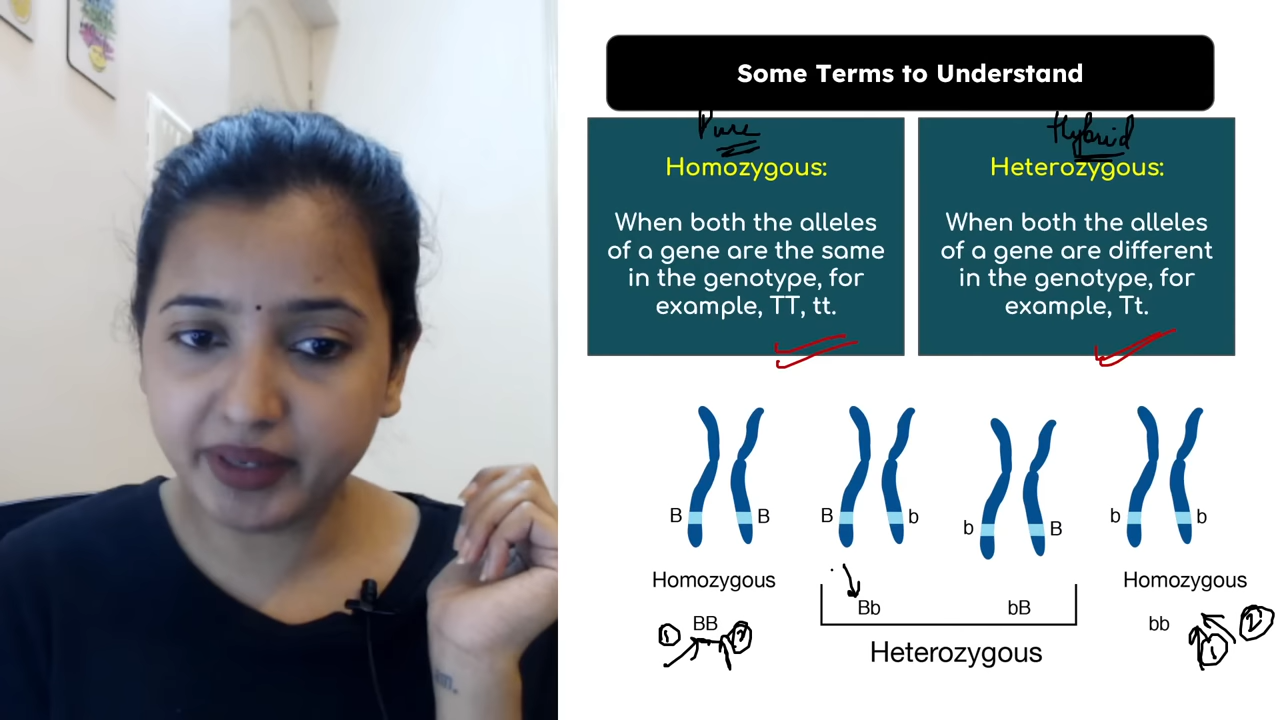 Some Terms to Understand
Pure
Homozygous:
When both the alleles
of a gene are the same
in the genotype, for
example, TT, tt.
Hybrid
Heterozygous:
When both the alleles
of a gene are different
in the genotype, for
example, Tt.
B B B b b B b b
Homozygous
BB
1 2
Bb bB
Heterozygous
Homozygous
bb
1 2